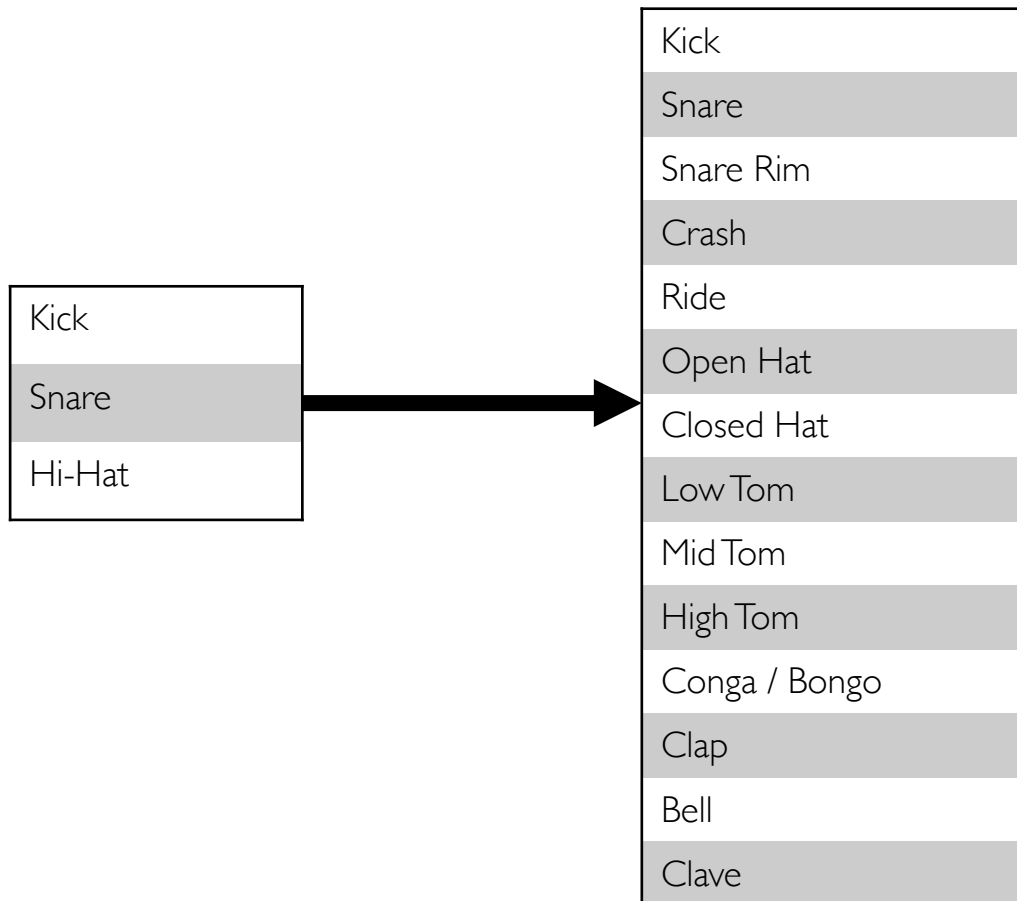 Kick
Snare
Hi-Hat
Kick
Snare
Snare Rim
Crash
Ride
Open Hat
Closed Hat
Low Tom
Mid Tom
High Tom
Conga / Bongo
Clap
Bell
Clave